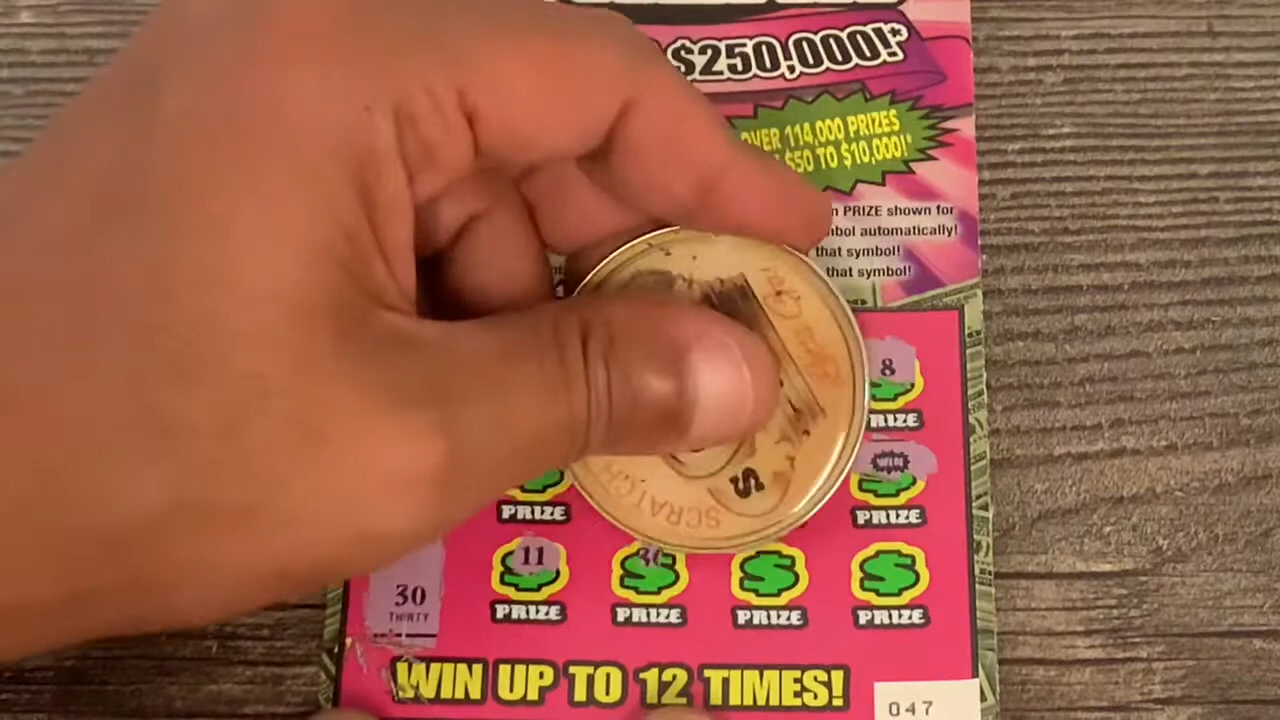 $250,000!*
OVER 114,000 PRIZES
$50 TO $10,000!*
PRIZE shown for
automatically!
that symbol!
that symbol!
8
PRIZE
WIN
SCRATCH
$
PRIZE
PRIZE
11
30
THIRTY
PRIZE
PRIZE
PRIZE
PRIZE
WIN UP TO 12 TIMES!
047